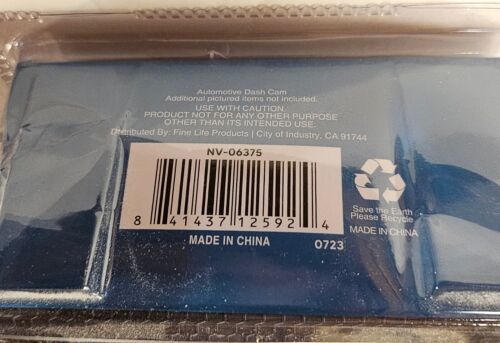 Automotive Dash Cam
Additional pictured items not included.
USE WITH CAUTION.
PRODUCT NOT FOR ANY OTHER PURPOSE
OTHER THAN ITS INTENDED USE.
Distributed By: Fine Life Products | City of Industry, CA 91744
NV-06375
8 41437 12592 4
MADE IN CHINA 0723
Save the Earth
Please Recycle
MADE IN CHINA